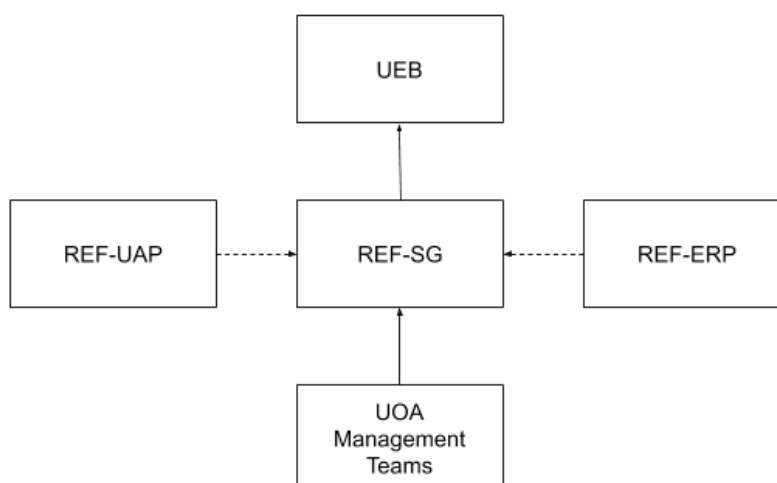 UEB
REF-UAP
REF-SG
REF-ERP
UOA
Management
Teams